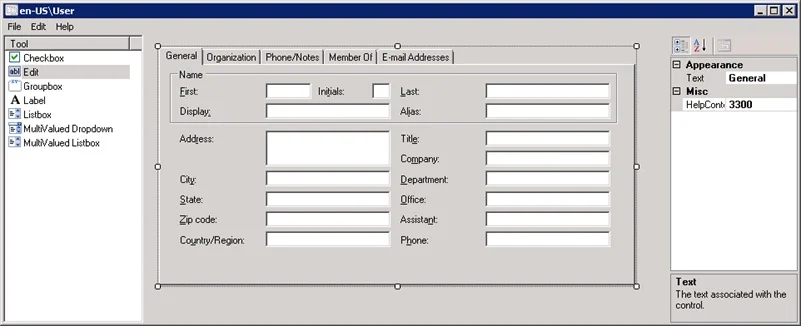 en-US\User
File Edit Help
Tool
Checkbox
Edit
Groupbox
Label
Listbox
MultiValued Dropdown
MultiValued Listbox
General Organization Phone/Notes Member Of E-mail Addresses
Name
First: Initials: Last:
Display: Alias:
Address: Title:
Company:
City: Department:
State: Office:
Zip code: Assistant:
Country/Region: Phone:
Appearance
Text General
Misc
HelpConte 3300
Text
The text associated with the
control.